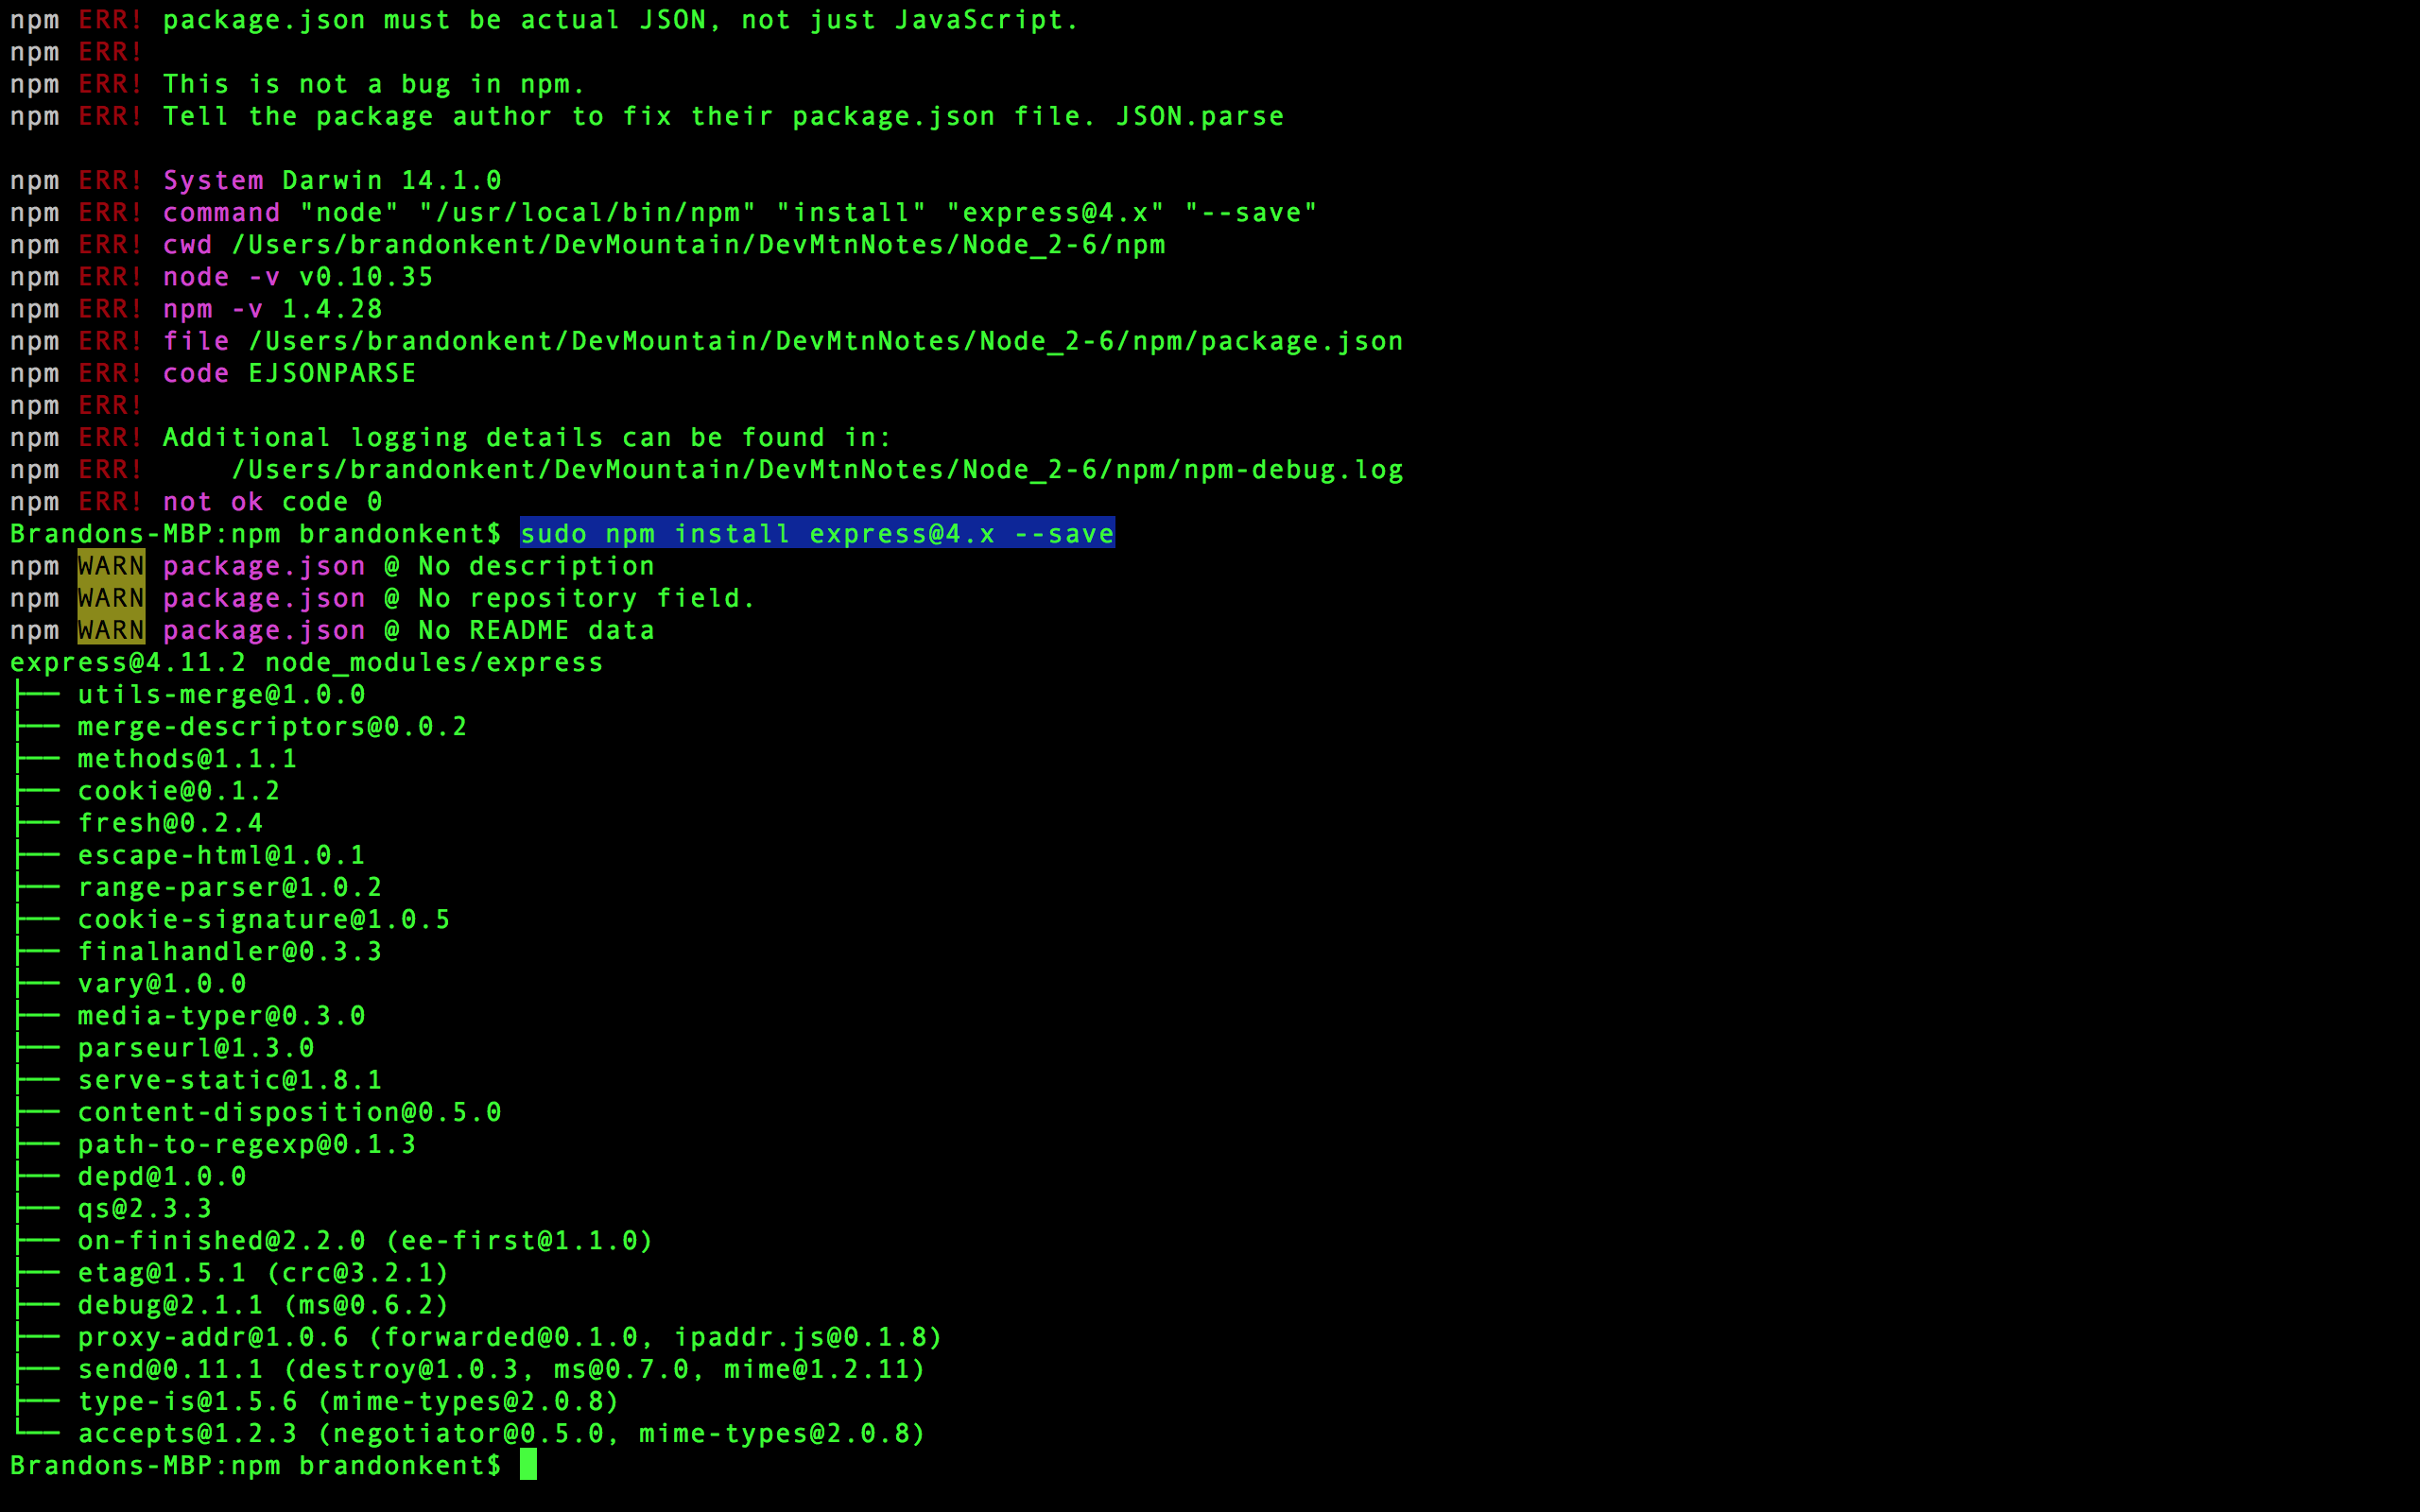 npm ERR! package.json must be actual JSON, not just JavaScript.
npm ERR!
npm ERR! This is not a bug in npm.
npm ERR! Tell the package author to fix their package.json file. JSON.parse
npm ERR! System Darwin 14.1.0
npm ERR! command "node" "/usr/local/bin/npm" "install" "express@4.x" "--save"
npm ERR! cwd /Users/brandonkent/DevMountain/DevMtnNotes/Node_2-6/npm
npm ERR! node -v v0.10.35
npm ERR! npm -v 1.4.28
npm ERR! file /Users/brandonkent/DevMountain/DevMtnNotes/Node_2-6/npm/package.json
npm ERR! code EJSONPARSE
npm ERR!
npm ERR! Additional logging details can be found in:
npm ERR!     /Users/brandonkent/DevMountain/DevMtnNotes/Node_2-6/npm/npm-debug.log
npm ERR! not ok code 0
Brandons-MBP:npm brandonkent$ sudo npm install express@4.x --save
npm WARN package.json @ No description
npm WARN package.json @ No repository field.
npm WARN package.json @ No README data
express@4.11.2 node_modules/express
├── utils-merge@1.0.0
├── merge-descriptors@0.0.2
├── methods@1.1.1
├── cookie@0.1.2
├── fresh@0.2.4
├── escape-html@1.0.1
├── range-parser@1.0.2
├── cookie-signature@1.0.5
├── finalhandler@0.3.3
├── vary@1.0.0
├── media-typer@0.3.0
├── parseurl@1.3.0
├── serve-static@1.8.1
├── content-disposition@0.5.0
├── path-to-regexp@0.1.3
├── depd@1.0.0
├── qs@2.3.3
├── on-finished@2.2.0 (ee-first@1.1.0)
├── etag@1.5.1 (crc@3.2.1)
├── debug@2.1.1 (ms@0.6.2)
├── proxy-addr@1.0.6 (forwarded@0.1.0, ipaddr.js@0.1.8)
├── send@0.11.1 (destroy@1.0.3, ms@0.7.0, mime@1.2.11)
├── type-is@1.5.6 (mime-types@2.0.8)
└── accepts@1.2.3 (negotiator@0.5.0, mime-types@2.0.8)
Brandons-MBP:npm brandonkent$